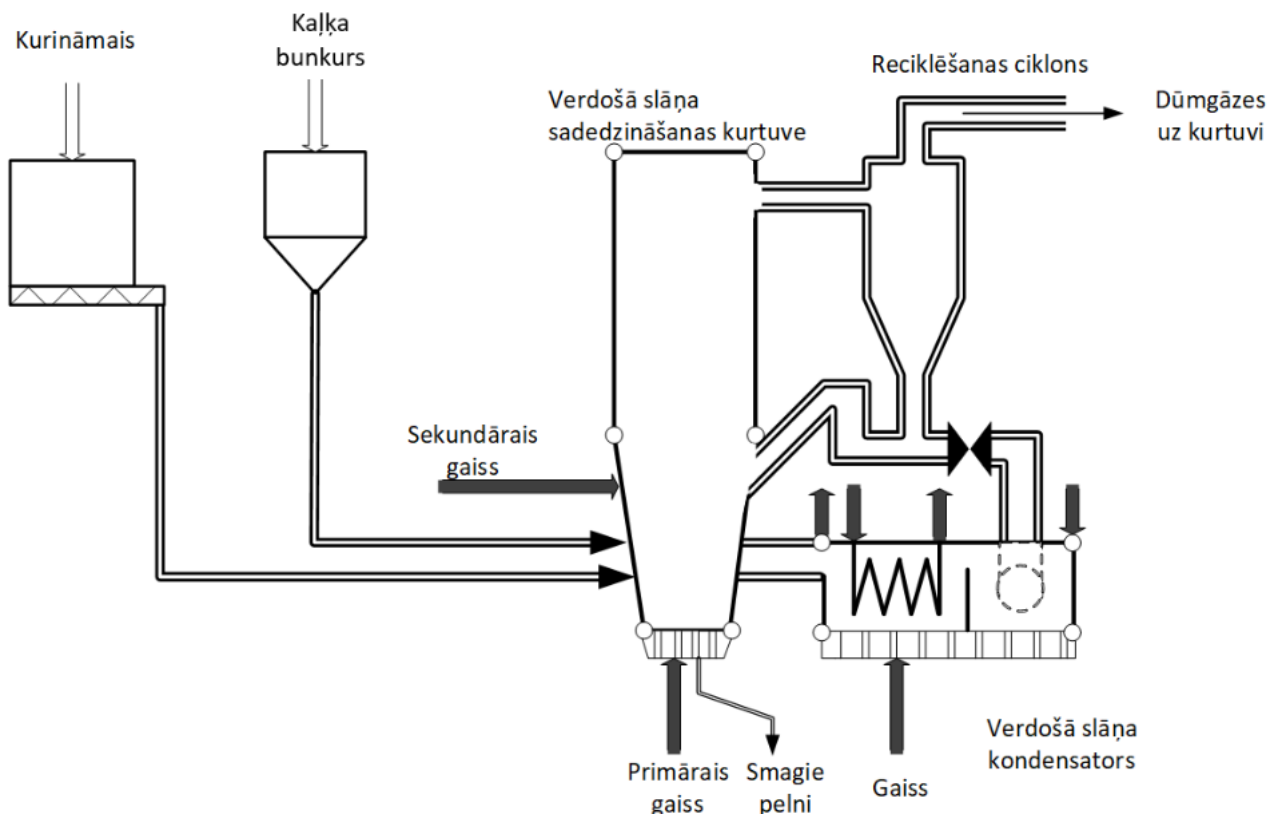 Kurināmais
Kaļķa
bunkurs
Verdošā slāņa
sadedzināšanas kurtuve
Reciklēšanas ciklons
Dūmgāzes
uz kurtuvi
Sekundārais
gaiss
Primārais
gaiss
Smagie
pelni
Gaiss
Verdošā slāņa
kondensators